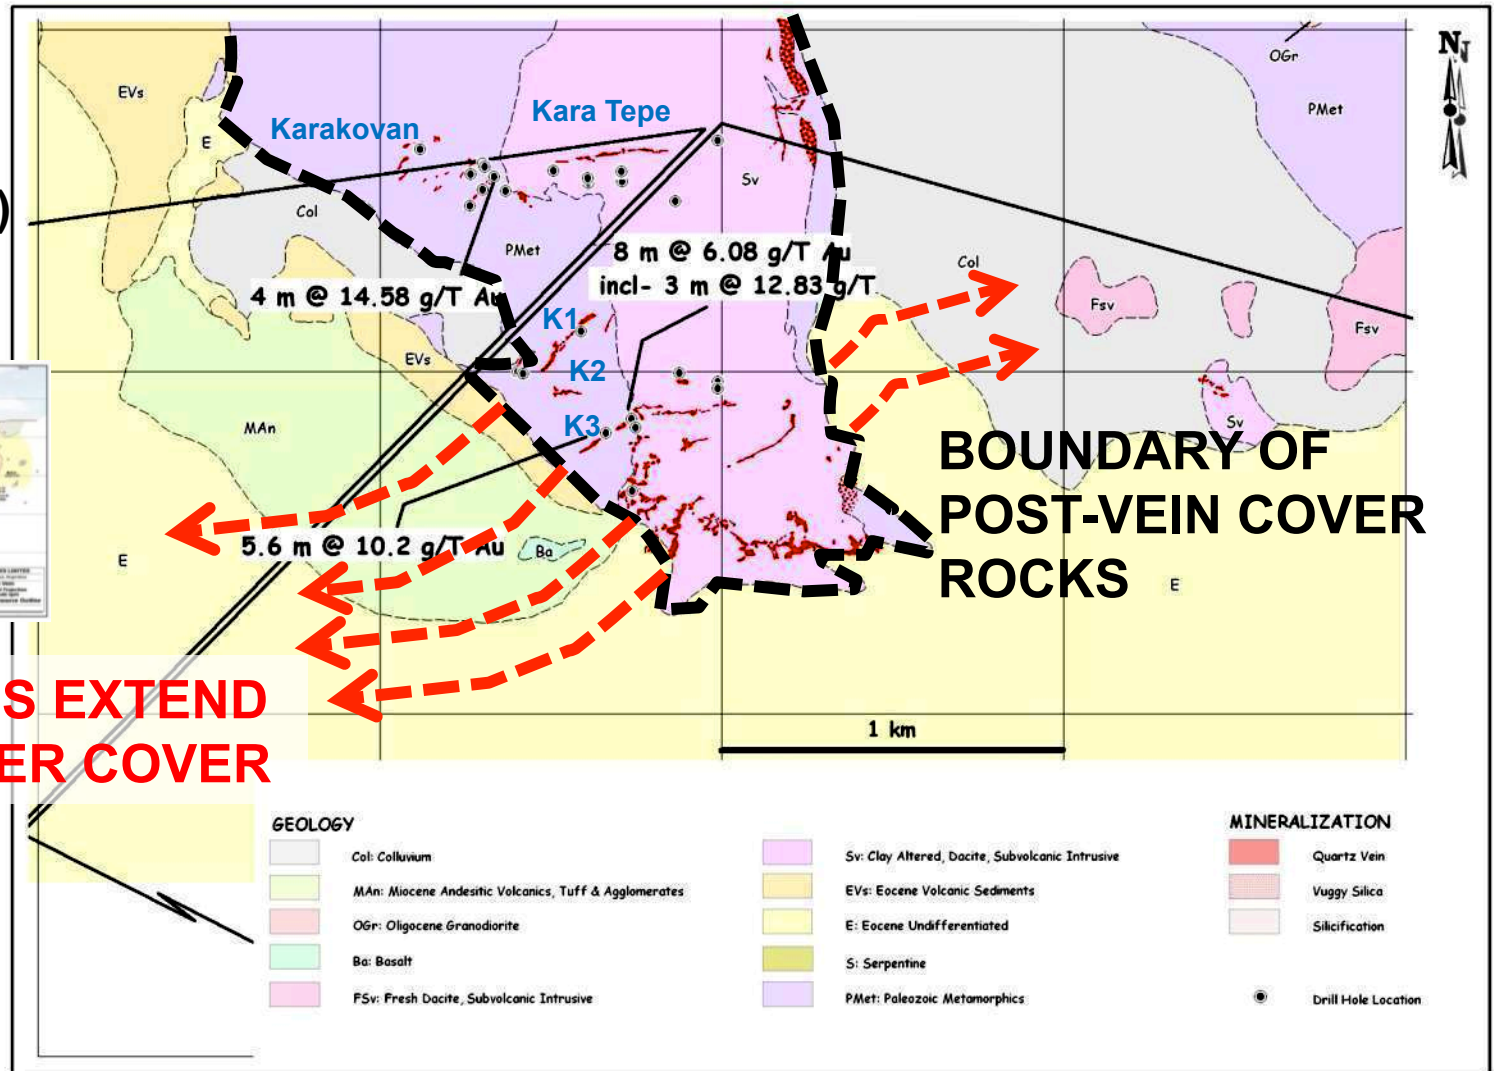 N
OGr
EVs
PMet
Karakovan
Kara Tepe
E
Sv
)
Col
PMet
8 m @ 6.08 g/T Au
incl- 3 m @ 12.83 g/T
Col
4 m @ 14.58 g/T Au
Fsv
Fsv
K1
EVs
K2
MAn
K3
Sv
BOUNDARY OF
POST-VEIN COVER
ROCKS
5.6 m @ 10.2 g/T Au
Ba
E
E
S EXTEND
ER COVER
1 km
GEOLOGY
Col: Colluvium
MAn: Miocene Andesitic Volcanics, Tuff & Agglomerates
OGr: Oligocene Granodiorite
Ba: Basalt
FSv: Fresh Dacite, Subvolcanic Intrusive
Sv: Clay Altered, Dacite, Subvolcanic Intrusive
EVs: Eocene Volcanic Sediments
E: Eocene Undifferentiated
S: Serpentine
PMet: Paleozoic Metamorphics
MINERALIZATION
Quartz Vein
Vuggy Silica
Silicification
Drill Hole Location